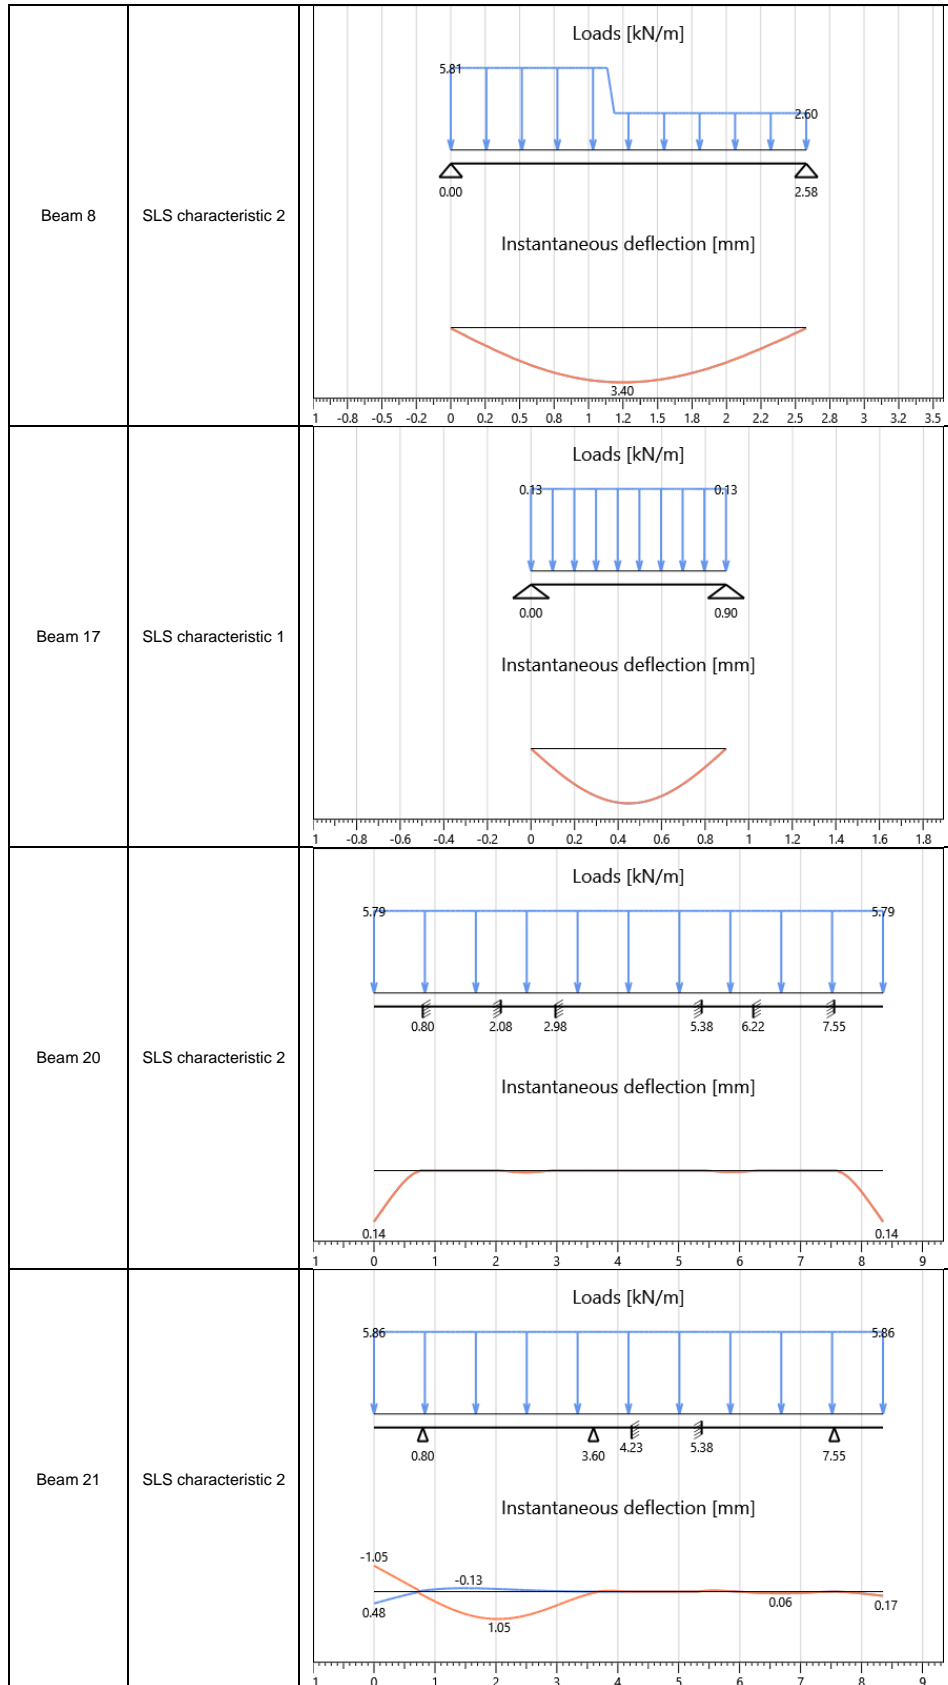 Loads [kN/m]
5.81
2.60
0.00 2.58
Beam 8 SLS characteristic 2
Instantaneous deflection [mm]
3.40
1 -0.8 -0.5 -0.2 0 0.2 0.5 0.8 1 1.2 1.5 1.8 2 2.2 2.5 2.8 3 3.2 3.5
Loads [kN/m]
0.13 0.13
0.00 0.90
Beam 17 SLS characteristic 1
Instantaneous deflection [mm]
1 -0.8 -0.6 -0.4 -0.2 0 0.2 0.4 0.6 0.8 1 1.2 1.4 1.6 1.8
Loads [kN/m]
5.79 5.79
0.80 2.08 2.98 5.38 6.22 7.55
Beam 20 SLS characteristic 2
Instantaneous deflection [mm]
0.14 0.14
1 0 1 2 3 4 5 6 7 8 9
Loads [kN/m]
5.86 5.86
0.80 3.60 4.23 5.38 7.55
Beam 21 SLS characteristic 2
Instantaneous deflection [mm]
-1.05
-0.13
0.48 1.05 0.06 0.17
1 0 1 2 3 4 5 6 7 8 9